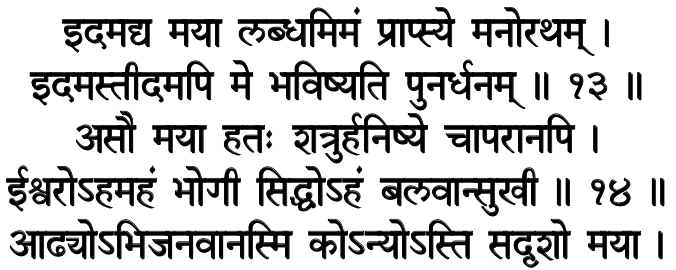 इदमद्य मया लब्धमिमं प्राप्स्ये मनोरथम् ।
इदमस्तीदमपि मे भविष्यति पुनर्धनम् ॥ १३ ॥
असौ मया हतः शत्रुर्हनिष्ये चापरानपि ।
ईश्वरोऽहमहं भोगी सिद्धोऽहं बलवान्सुखी ॥ १४ ॥
आढ्योऽभिजनवानस्मि कोऽन्योऽस्ति सदृशो मया ।